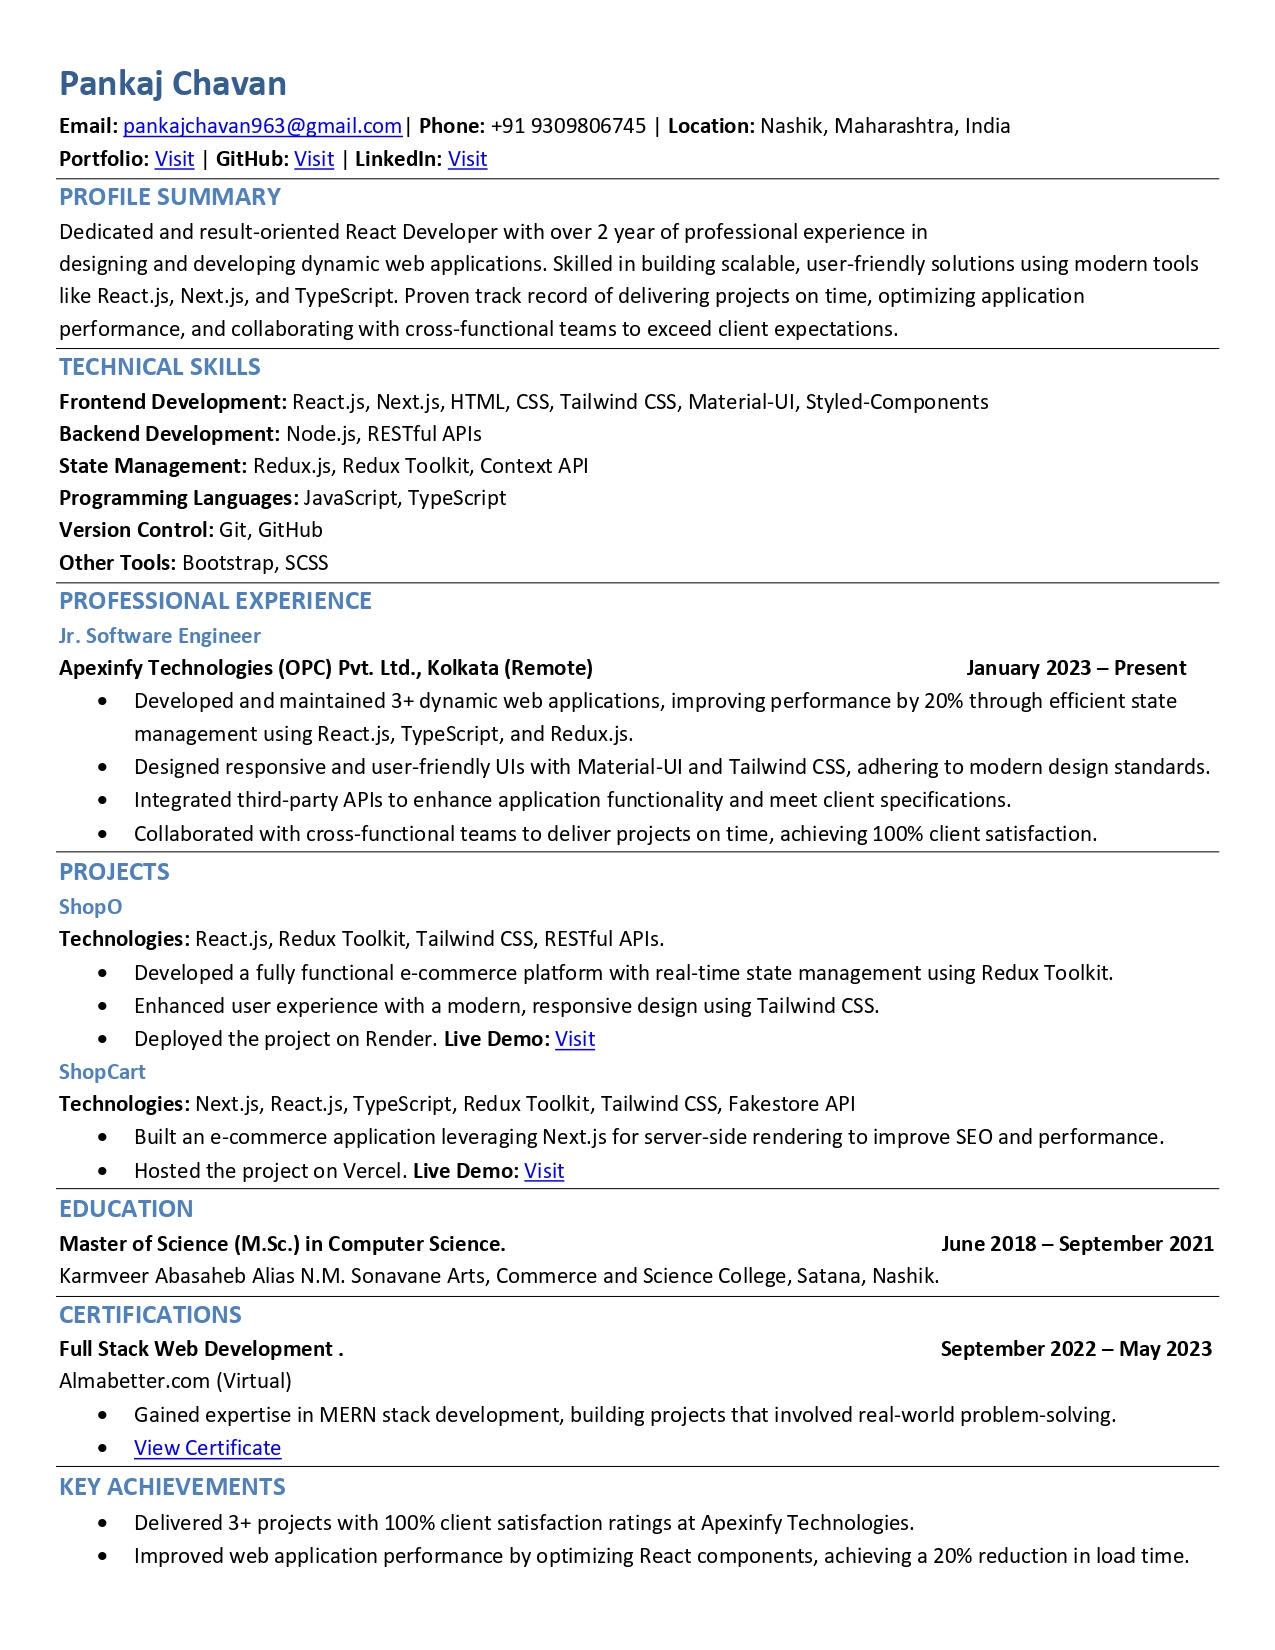 Pankaj Chavan
Email: pankajchavan963@gmail.com| Phone: +91 9309806745 | Location: Nashik, Maharashtra, India
Portfolio: Visit | GitHub: Visit | LinkedIn: Visit
PROFILE SUMMARY
Dedicated and result-oriented React Developer with over 2 year of professional experience in
designing and developing dynamic web applications. Skilled in building scalable, user-friendly solutions using modern tools
like React.js, Next.js, and TypeScript. Proven track record of delivering projects on time, optimizing application
performance, and collaborating with cross-functional teams to exceed client expectations.
TECHNICAL SKILLS
Frontend Development: React.js, Next.js, HTML, CSS, Tailwind CSS, Material-UI, Styled-Components
Backend Development: Node.js, RESTful APIs
State Management: Redux.js, Redux Toolkit, Context API
Programming Languages: JavaScript, TypeScript
Version Control: Git, GitHub
Other Tools: Bootstrap, SCSS
PROFESSIONAL EXPERIENCE
Jr. Software Engineer
Apexinfy Technologies (OPC) Pvt. Ltd., Kolkata (Remote) January 2023 – Present
• Developed and maintained 3+ dynamic web applications, improving performance by 20% through efficient state
management using React.js, TypeScript, and Redux.js.
• Designed responsive and user-friendly UIs with Material-UI and Tailwind CSS, adhering to modern design standards.
• Integrated third-party APIs to enhance application functionality and meet client specifications.
• Collaborated with cross-functional teams to deliver projects on time, achieving 100% client satisfaction.
PROJECTS
ShopO
Technologies: React.js, Redux Toolkit, Tailwind CSS, RESTful APIs.
• Developed a fully functional e-commerce platform with real-time state management using Redux Toolkit.
• Enhanced user experience with a modern, responsive design using Tailwind CSS.
• Deployed the project on Render. Live Demo: Visit
ShopCart
Technologies: Next.js, React.js, TypeScript, Redux Toolkit, Tailwind CSS, Fakestore API
• Built an e-commerce application leveraging Next.js for server-side rendering to improve SEO and performance.
• Hosted the project on Vercel. Live Demo: Visit
EDUCATION
Master of Science (M.Sc.) in Computer Science. June 2018 – September 2021
Karmveer Abasaheb Alias N.M. Sonavane Arts, Commerce and Science College, Satana, Nashik.
CERTIFICATIONS
Full Stack Web Development . September 2022 – May 2023
Almabetter.com (Virtual)
• Gained expertise in MERN stack development, building projects that involved real-world problem-solving.
• View Certificate
KEY ACHIEVEMENTS
• Delivered 3+ projects with 100% client satisfaction ratings at Apexinfy Technologies.
• Improved web application performance by optimizing React components, achieving a 20% reduction in load time.